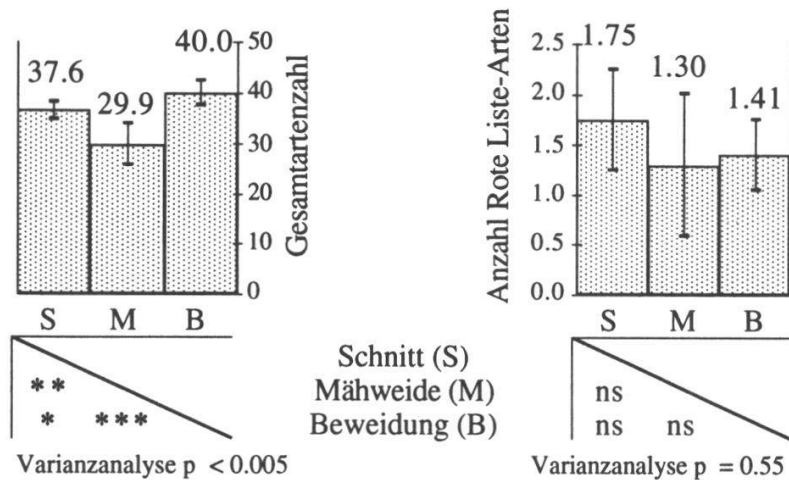 37.6
29.9
40.0
50
40
30
20
10
0
Gesamtartenzahl
S M B
** 
* ***
Varianzanalyse p < 0.005
Schnitt (S)
Mähweide (M)
Beweidung (B)
Anzahl Rote Liste-Arten
2.5
2.0
1.5
1.0
0.5
0.0
1.75
1.30
1.41
S M B
ns
ns ns
Varianzanalyse p = 0.55